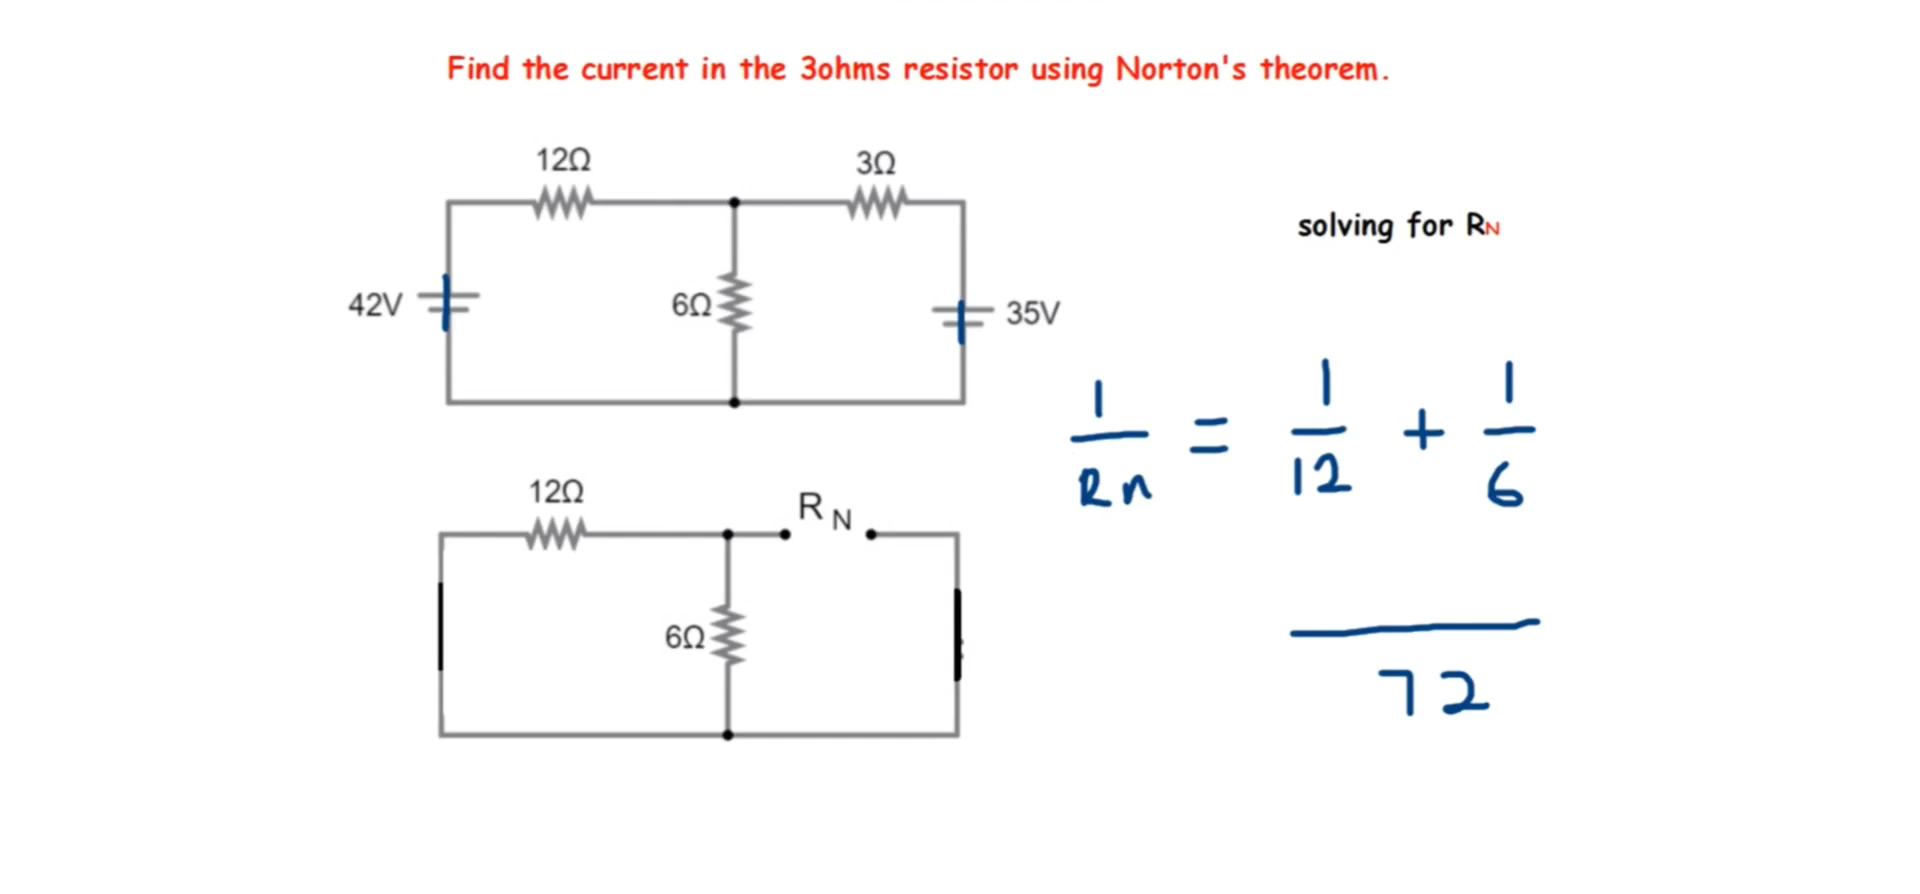 Find the current in the 3ohms resistor using Norton's theorem.
12Ω 3Ω
solving for RN
42V 6Ω 35V
1/Rn = 1/12 + 1/6
12Ω RN
6Ω
72